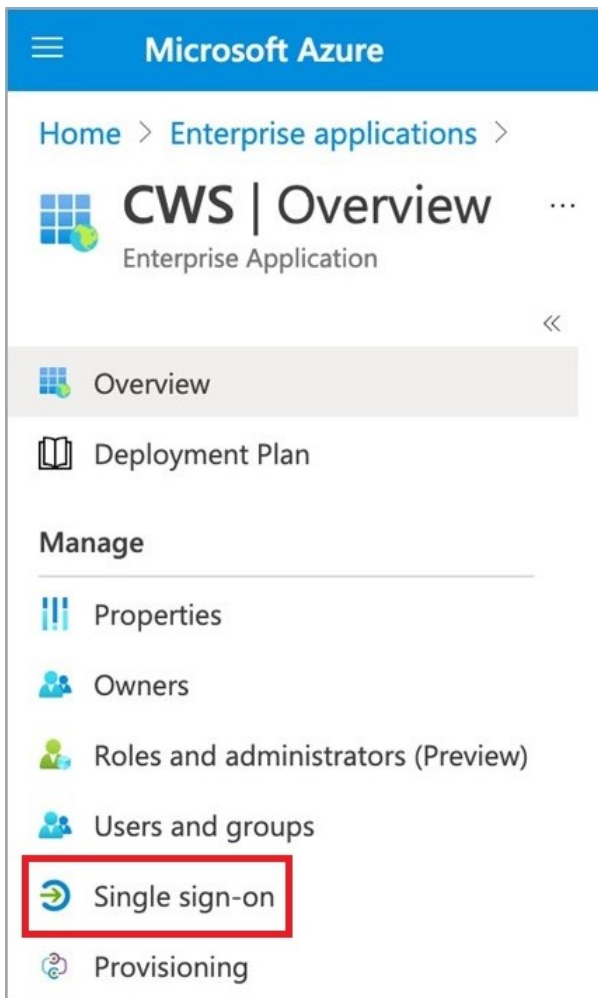 Microsoft Azure
Home > Enterprise applications >
CWS | Overview ...
Enterprise Application
«
Overview
Deployment Plan
Manage
Properties
Owners
Roles and administrators (Preview)
Users and groups
Single sign-on
Provisioning